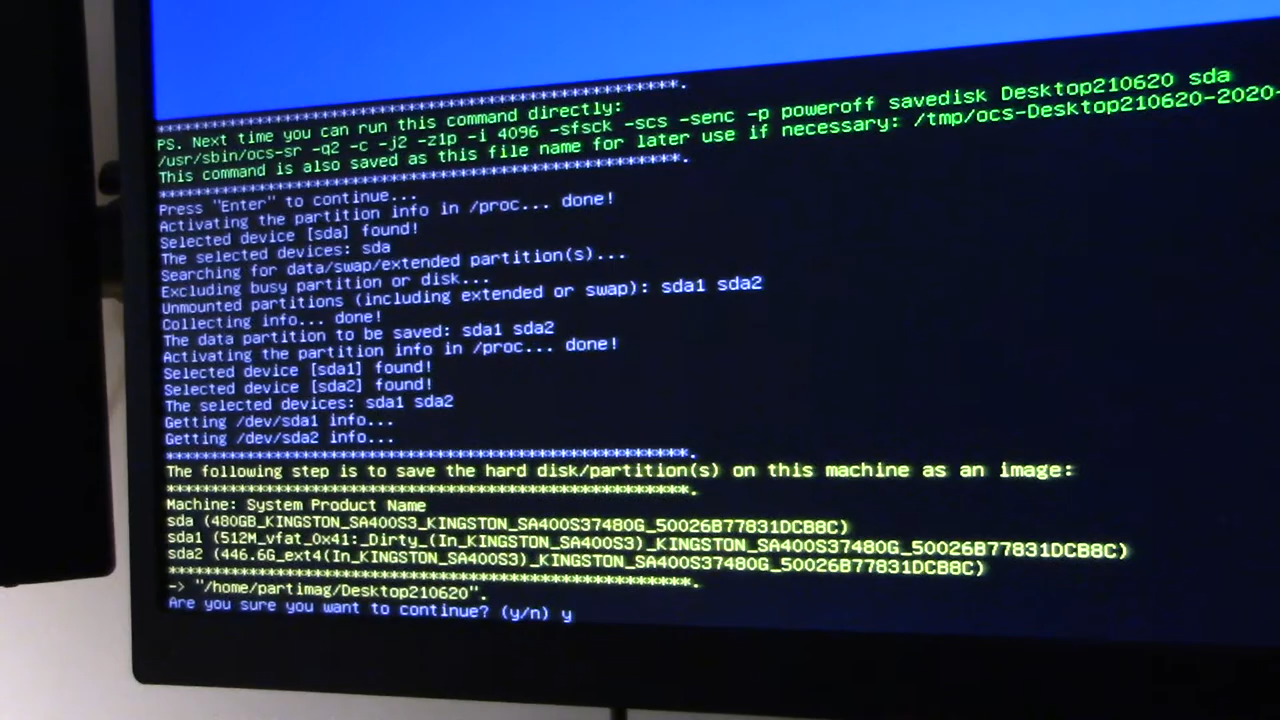 *****************************************************************.
PS. Next time you can run this command directly:
/usr/sbin/ocs-sr -q2 -c -j2 -z1p -i 4096 -sfsck -scs -senc -p poweroff savedisk Desktop210620 sda
This command is also saved as this file name for later use if necessary: /tmp/ocs-Desktop210620-2020-
*****************************************************************.
Press "Enter" to continue...
Activating the partition info in /proc... done!
Selected device [sda] found!
The selected devices: sda
Searching for data/swap/extended partition(s)...
Excluding busy partition or disk...
Unmounted partitions (including extended or swap): sda1 sda2
Collecting info... done!
The data partition to be saved: sda1 sda2
Activating the partition info in /proc... done!
Selected device [sda1] found!
Selected device [sda2] found!
The selected devices: sda1 sda2
Getting /dev/sda1 info...
Getting /dev/sda2 info...
*****************************************************************.
The following step is to save the hard disk/partition(s) on this machine as an image:
*****************************************************************.
Machine: System Product Name
sda (480GB_KINGSTON_SA400S3_KINGSTON_SA400S37480G_50026B77831DCB8C)
sda1 (512M_vfat_0x41:_Dirty_(In_KINGSTON_SA400S3)_KINGSTON_SA400S37480G_50026B77831DCB8C)
sda2 (446.6G_ext4(In_KINGSTON_SA400S3)_KINGSTON_SA400S37480G_50026B77831DCB8C)
*****************************************************************.
-> "/home/partimag/Desktop210620".
Are you sure you want to continue? (y/n) y